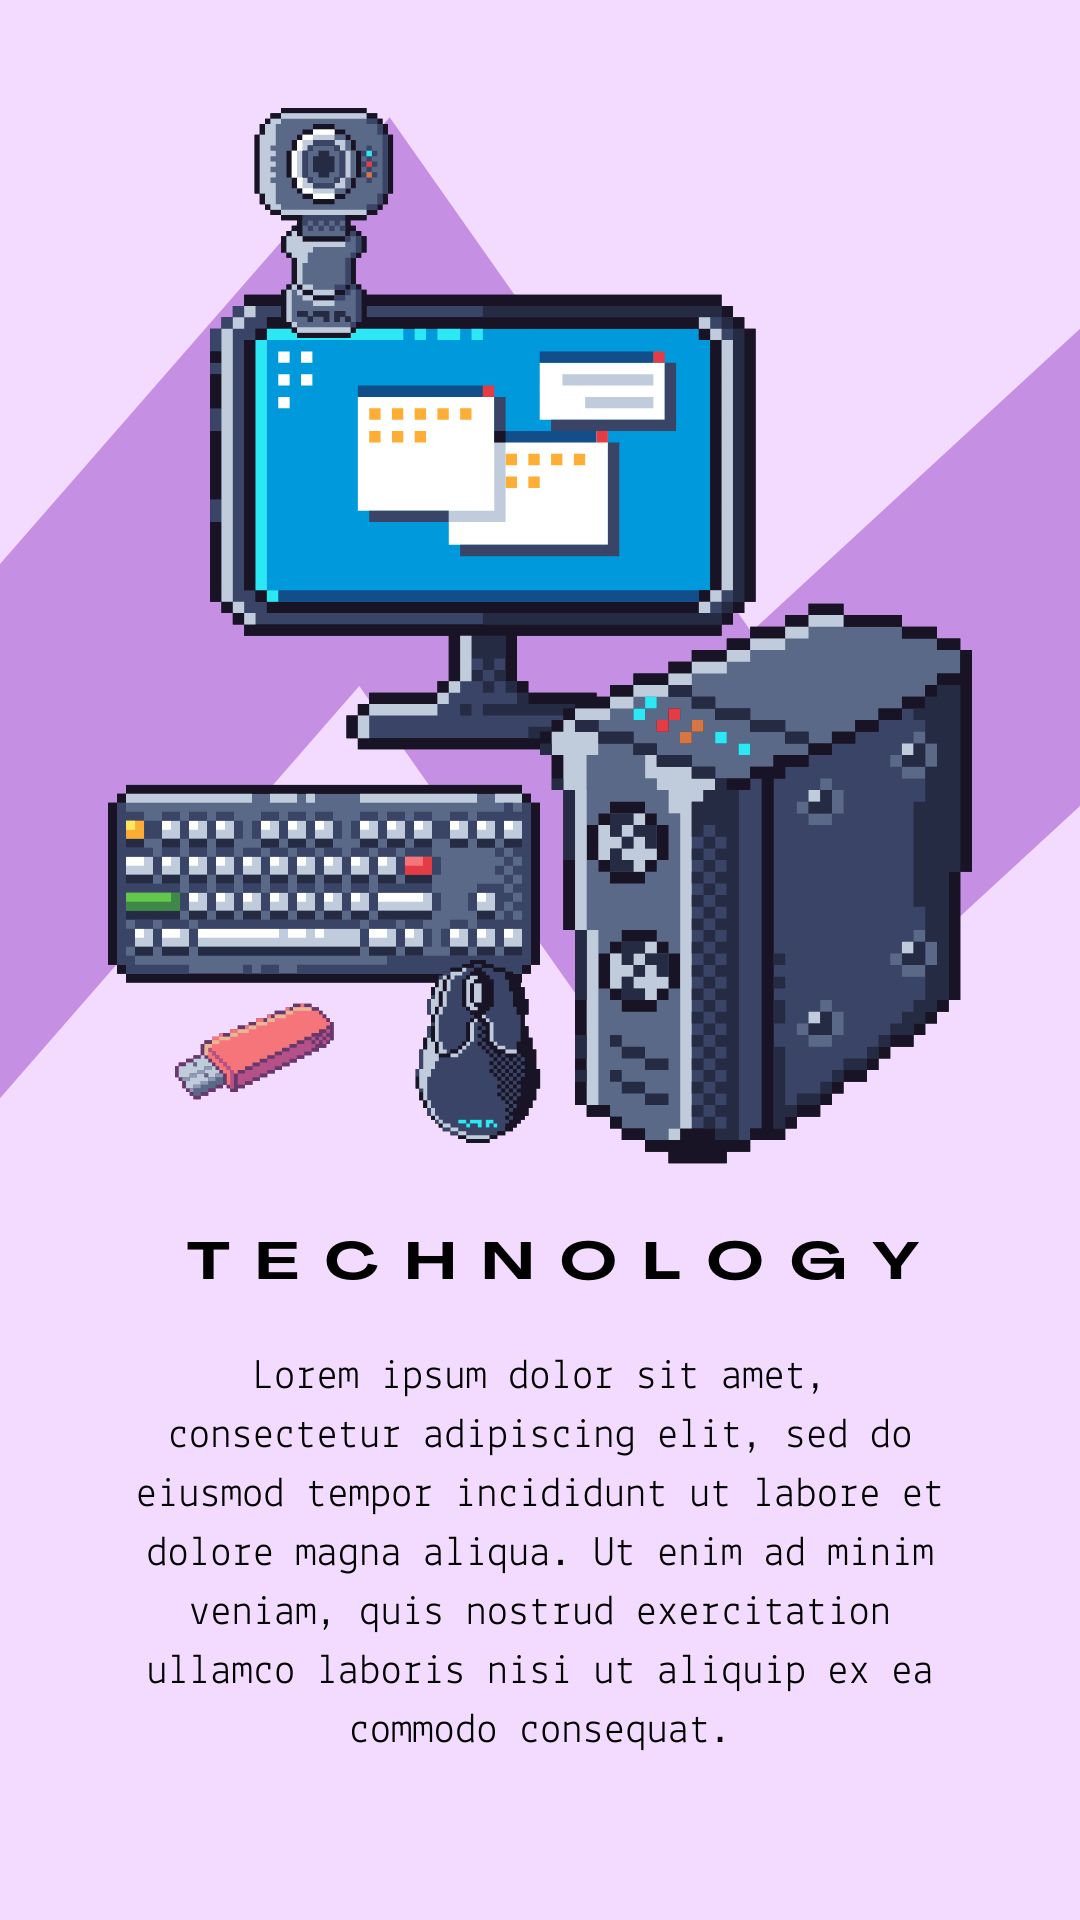 TECHNOLOGY
Lorem ipsum dolor sit amet,
consectetur adipiscing elit, sed do
eiusmod tempor incididunt ut labore et
dolore magna aliqua. Ut enim ad minim
veniam, quis nostrud exercitation
ullamco laboris nisi ut aliquip ex ea
commodo consequat.